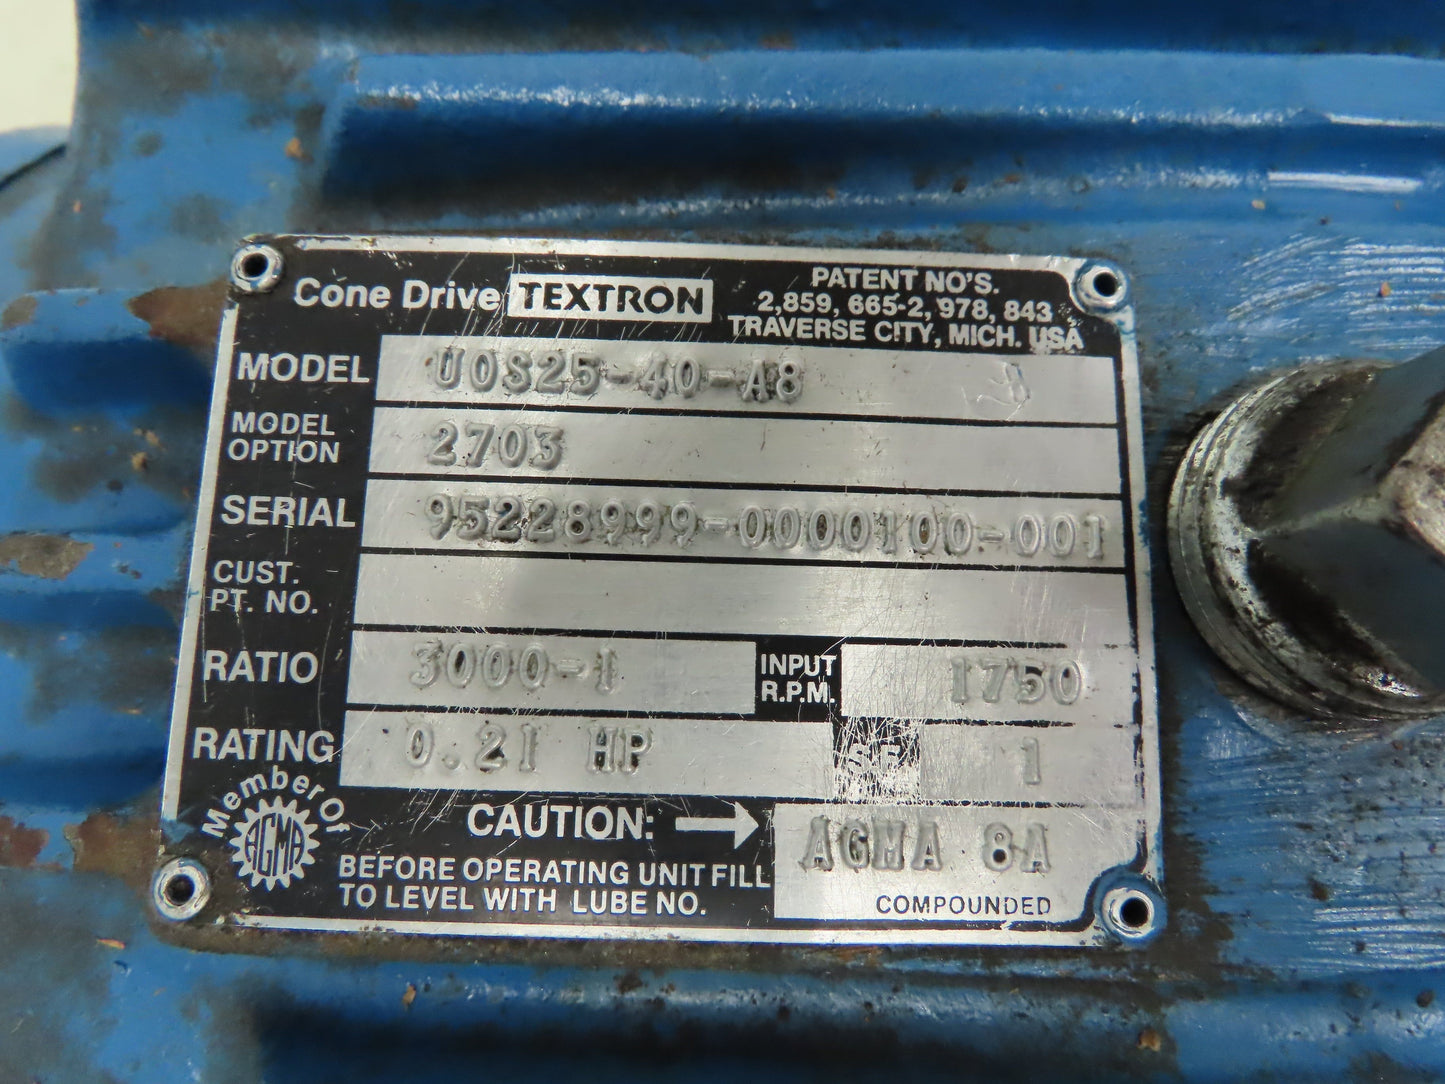 Cone Drive TEXTRON
PATENT NO'S.
2,859, 665-2, 978, 843
TRAVERSE CITY, MICH. USA
MODEL U0S25-40-A8
MODEL OPTION 2703
SERIAL 95228999-0000100-001
CUST. PT. NO.
RATIO 3000-1 INPUT R.P.M. 1750
RATING 0.21 HP S.F. 1
Member Of AGMA
CAUTION: AGMA 8A
BEFORE OPERATING UNIT FILL
TO LEVEL WITH LUBE NO. COMPOUNDED